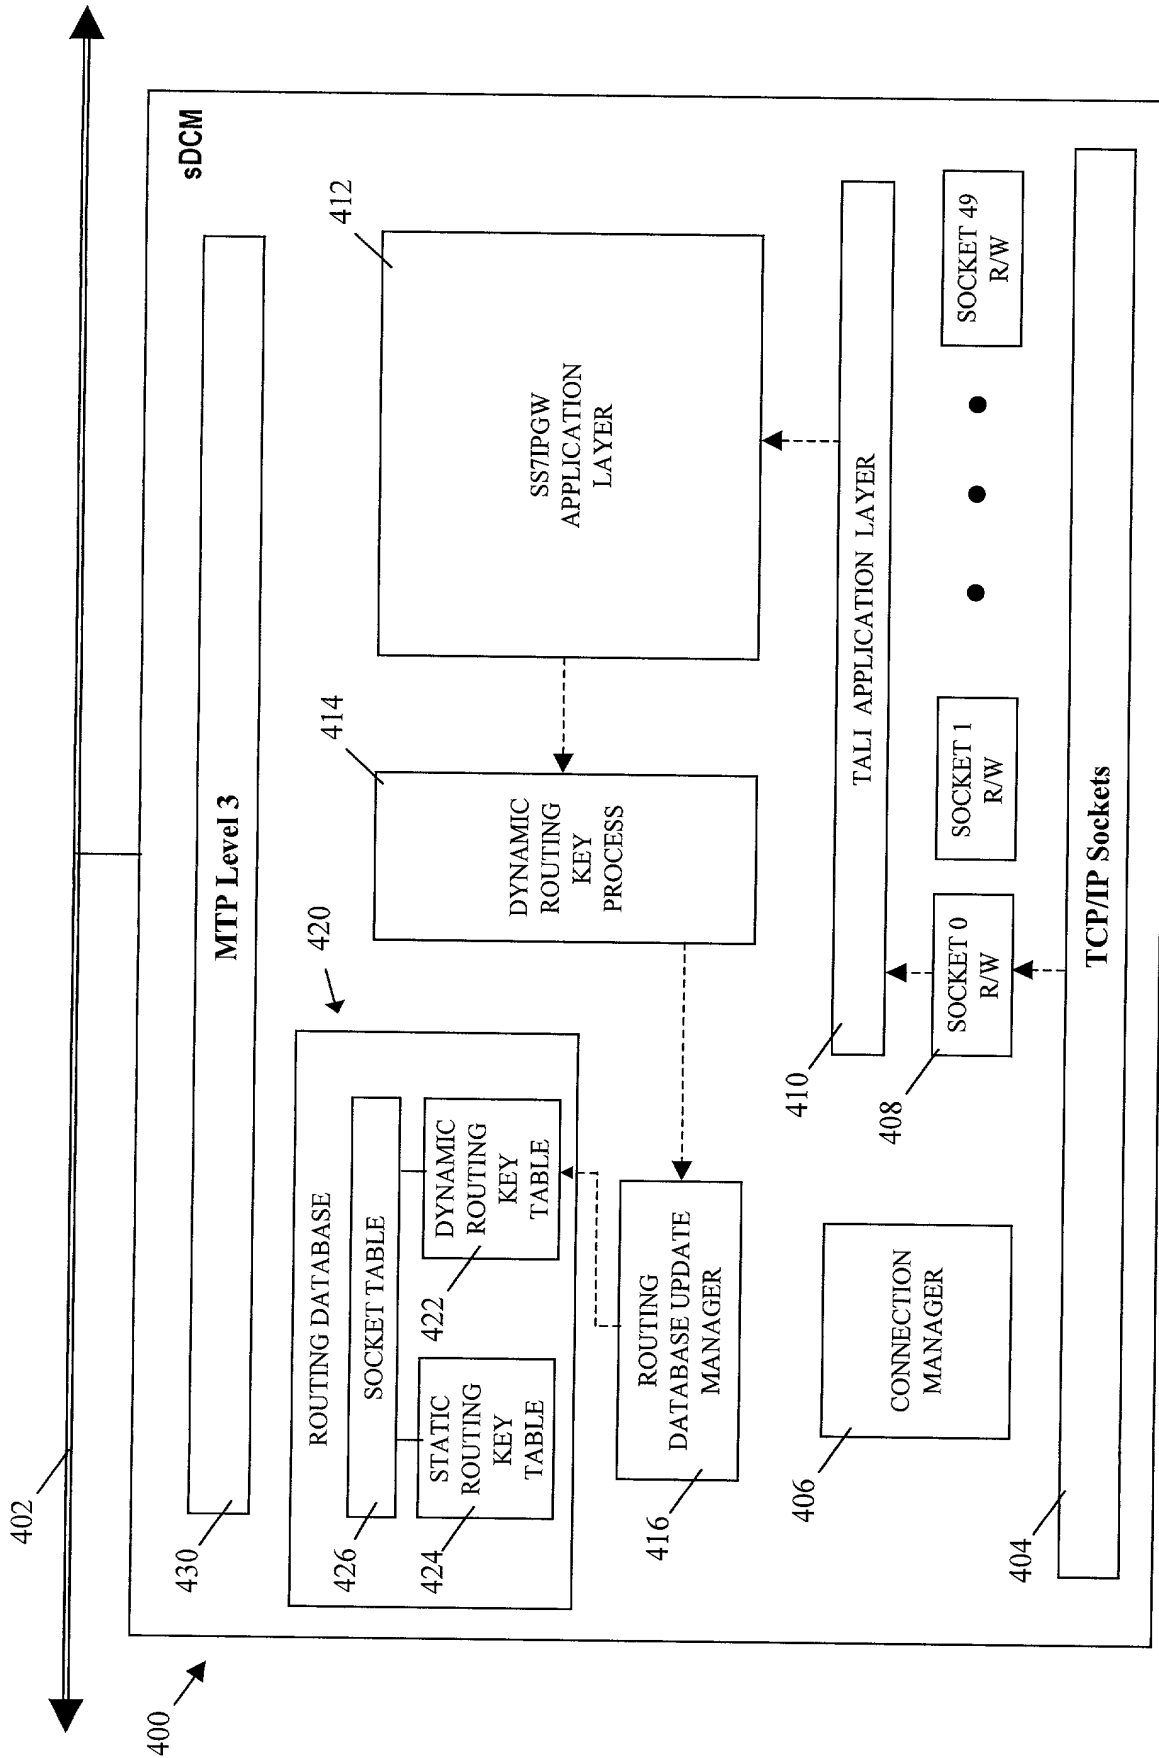 402
400
sDCM
MTP Level 3
430
420
ROUTING DATABASE
SOCKET TABLE
426
STATIC
ROUTING
KEY
TABLE
424
DYNAMIC
ROUTING
KEY
TABLE
422
414
DYNAMIC
ROUTING
KEY
PROCESS
412
SS7IPGW
APPLICATION
LAYER
ROUTING
DATABASE UPDATE
MANAGER
416
410
TALI APPLICATION LAYER
CONNECTION
MANAGER
406
408
SOCKET 0
R/W
SOCKET 1
R/W
SOCKET 49
R/W
404
TCP/IP Sockets